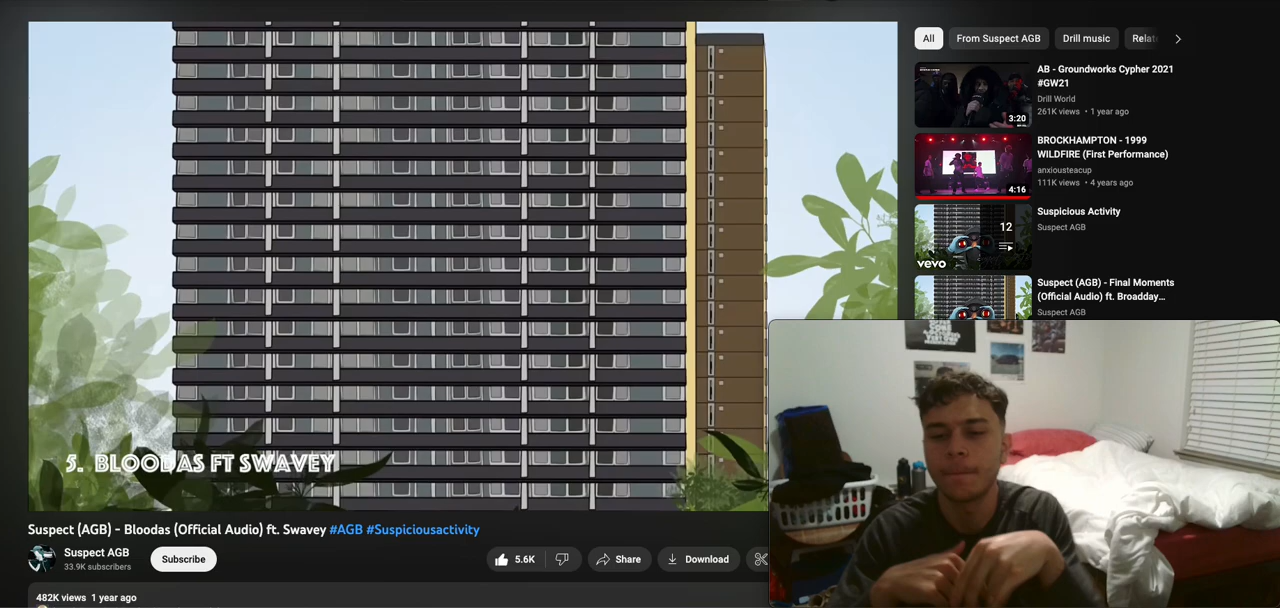 5. BLOODAS FT SWAVEY
Suspect (AGB) - Bloodas (Official Audio) ft. Swavey #AGB #Suspiciousactivity
Suspect AGB
33.9K subscribers
Subscribe
5.6K
Share
Download
482K views 1 year ago
All
From Suspect AGB
Drill music
Relat
AB - Groundworks Cypher 2021
#GW21
Drill World
261K views • 1 year ago
3:20
BROCKHAMPTON - 1999
WILDFIRE (First Performance)
anxiousteacup
111K views • 4 years ago
4:16
Suspicious Activity
Suspect AGB
12
vevo
Suspect (AGB) - Final Moments
(Official Audio) ft. Broadday...
Suspect AGB